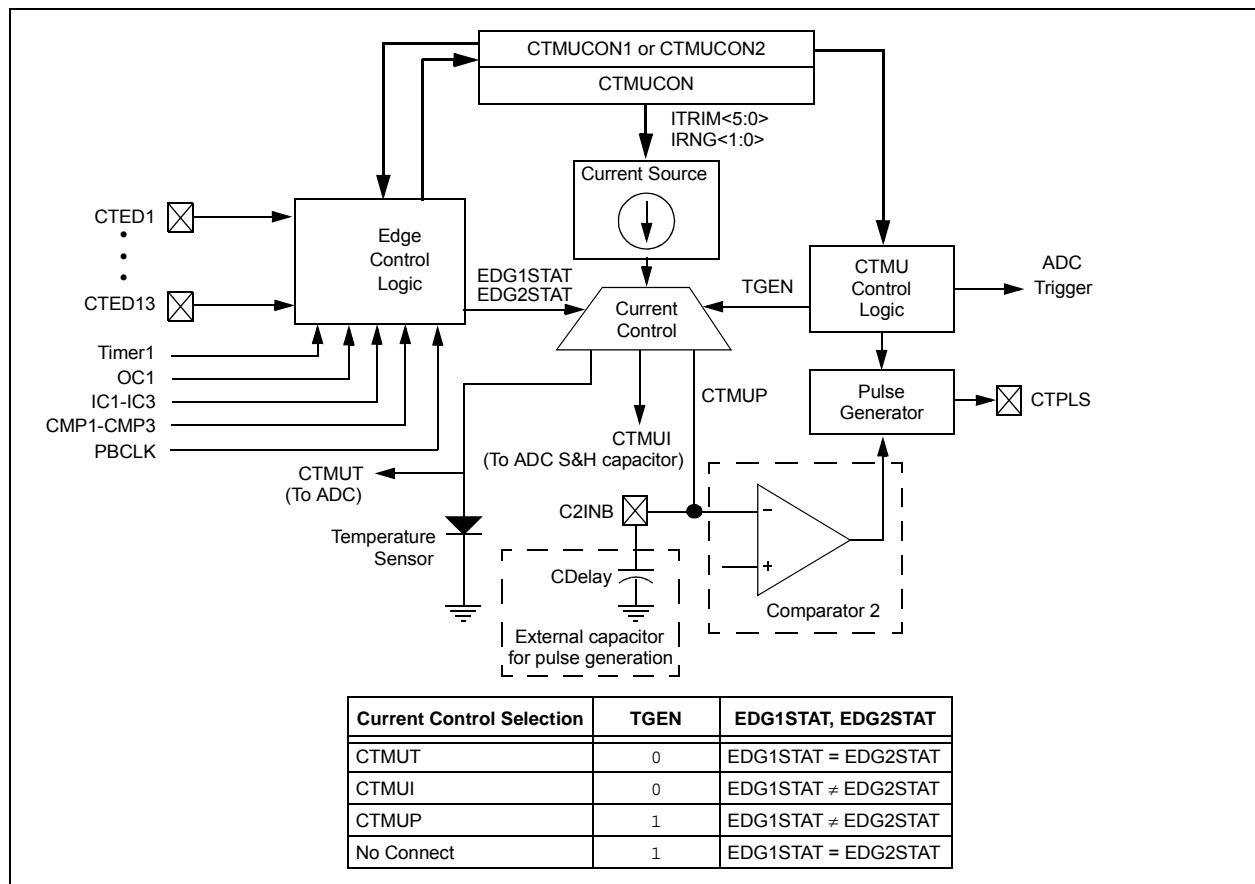 CTMUCON1 or CTMUCON2
CTMUCON
ITRIM<5:0>
IRNG<1:0>
Current Source
CTED1
CTED13
Edge
Control
Logic
EDG1STAT
EDG2STAT
Current
Control
TGEN
CTMU
Control
Logic
ADC
Trigger
Timer1
OC1
IC1-IC3
CMP1-CMP3
PBCLK
CTMUP
Pulse
Generator
CTPLS
CTMUT
(To ADC)
CTMUI
(To ADC S&H capacitor)
C2INB
Temperature
Sensor
CDelay
−
+
Comparator 2
External capacitor
for pulse generation
Current Control Selection TGEN EDG1STAT, EDG2STAT
CTMUT 0 EDG1STAT = EDG2STAT
CTMUI 0 EDG1STAT ≠ EDG2STAT
CTMUP 1 EDG1STAT ≠ EDG2STAT
No Connect 1 EDG1STAT = EDG2STAT